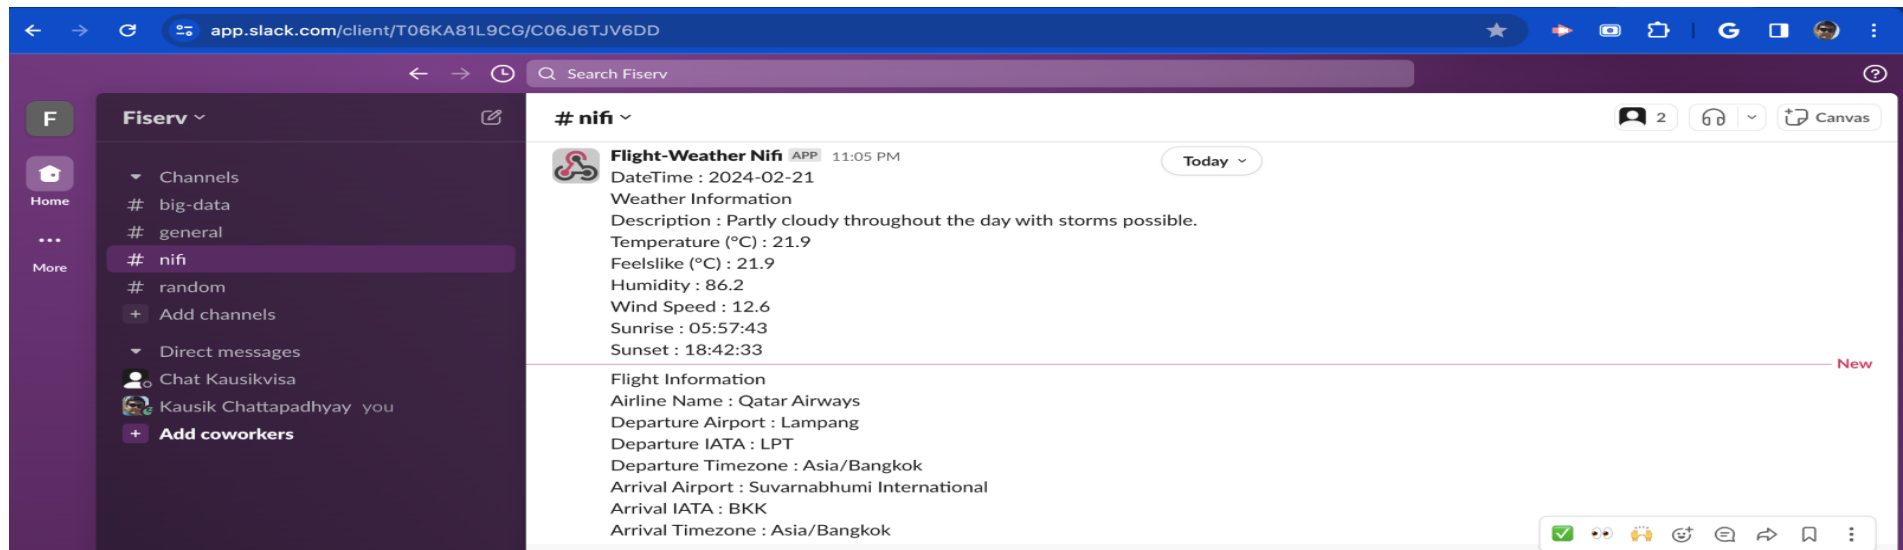 app.slack.com/client/T06KA81L9CG/C06J6TJV6DD
G
Search Fiserv
F
Home
More
Fiserv
Channels
# big-data
# general
# nifi
# random
+ Add channels
Direct messages
Chat Kausikvisa
Kausik Chattapadhyay you
+ Add coworkers
# nifi
2
Canvas
Today
Flight-Weather Nifi APP 11:05 PM
DateTime : 2024-02-21
Weather Information
Description : Partly cloudy throughout the day with storms possible.
Temperature (°C) : 21.9
Feelslike (°C) : 21.9
Humidity : 86.2
Wind Speed : 12.6
Sunrise : 05:57:43
Sunset : 18:42:33
New
Flight Information
Airline Name : Qatar Airways
Departure Airport : Lampang
Departure IATA : LPT
Departure Timezone : Asia/Bangkok
Arrival Airport : Suvarnabhumi International
Arrival IATA : BKK
Arrival Timezone : Asia/Bangkok